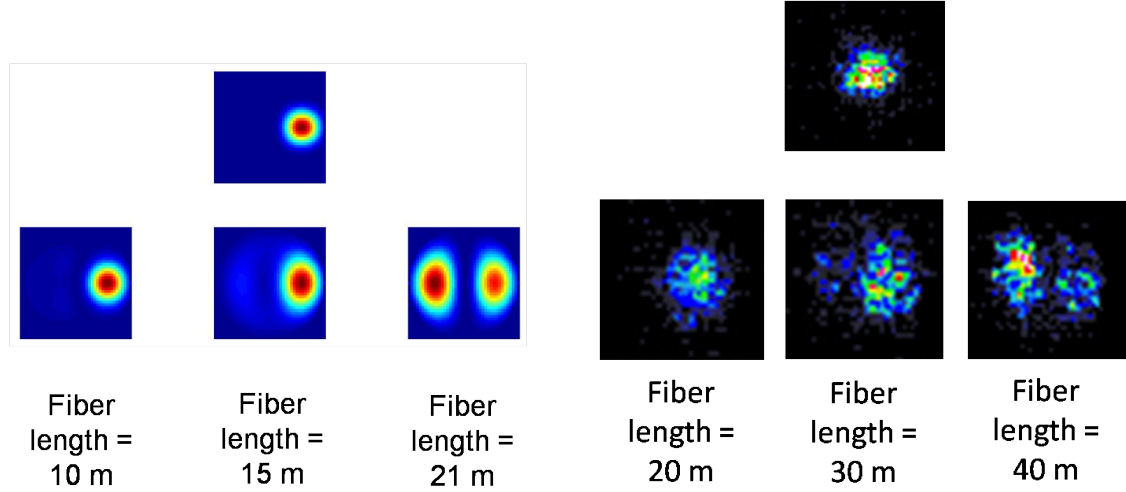 Fiber
length =
10 m
Fiber
length =
15 m
Fiber
length =
21 m
Fiber
length =
20 m
Fiber
length =
30 m
Fiber
length =
40 m